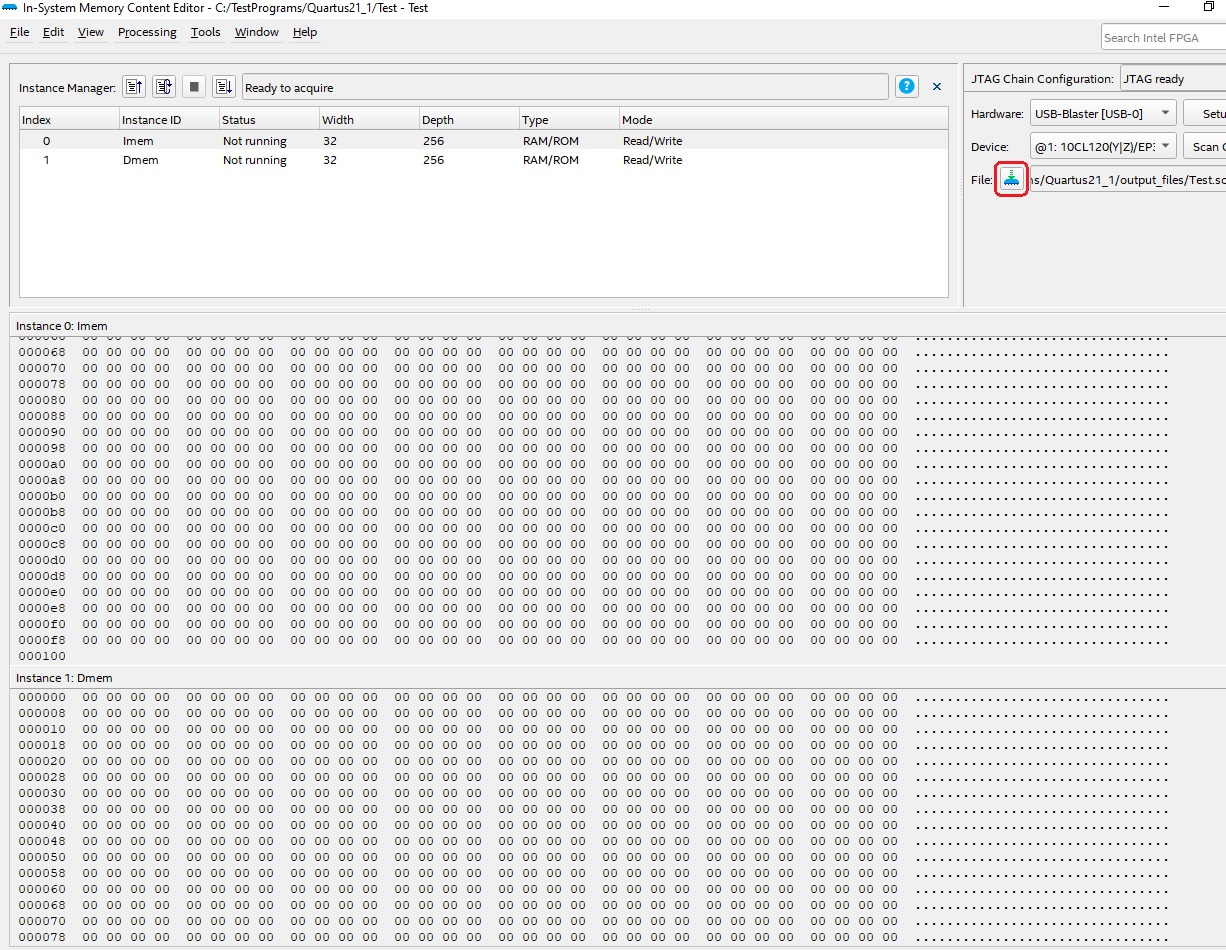 In-System Memory Content Editor - C:/TestPrograms/Quartus21_1/Test - Test
File Edit View Processing Tools Window Help
Search Intel FPGA
Instance Manager: Ready to acquire
JTAG Chain Configuration: JTAG ready
Index Instance ID Status Width Depth Type Mode
0 Imem Not running 32 256 RAM/ROM Read/Write
1 Dmem Not running 32 256 RAM/ROM Read/Write
Hardware: USB-Blaster [USB-0] Setu
Device: @1: 10CL120(Y|Z)/EP: Scan C
File: ns/Quartus21_1/output_files/Test.so
Instance 0: Imem
000068 00 00 00 00 00 00 00 00 00 00 00 00 00 00 00 00 00 00 00 00 00 00 00 00 00 00 00 00 00 00 00 00 ................................
000070 00 00 00 00 00 00 00 00 00 00 00 00 00 00 00 00 00 00 00 00 00 00 00 00 00 00 00 00 00 00 00 00 ................................
000078 00 00 00 00 00 00 00 00 00 00 00 00 00 00 00 00 00 00 00 00 00 00 00 00 00 00 00 00 00 00 00 00 ................................
000080 00 00 00 00 00 00 00 00 00 00 00 00 00 00 00 00 00 00 00 00 00 00 00 00 00 00 00 00 00 00 00 00 ................................
000088 00 00 00 00 00 00 00 00 00 00 00 00 00 00 00 00 00 00 00 00 00 00 00 00 00 00 00 00 00 00 00 00 ................................
000090 00 00 00 00 00 00 00 00 00 00 00 00 00 00 00 00 00 00 00 00 00 00 00 00 00 00 00 00 00 00 00 00 ................................
000098 00 00 00 00 00 00 00 00 00 00 00 00 00 00 00 00 00 00 00 00 00 00 00 00 00 00 00 00 00 00 00 00 ................................
0000a0 00 00 00 00 00 00 00 00 00 00 00 00 00 00 00 00 00 00 00 00 00 00 00 00 00 00 00 00 00 00 00 00 ................................
0000a8 00 00 00 00 00 00 00 00 00 00 00 00 00 00 00 00 00 00 00 00 00 00 00 00 00 00 00 00 00 00 00 00 ................................
0000b0 00 00 00 00 00 00 00 00 00 00 00 00 00 00 00 00 00 00 00 00 00 00 00 00 00 00 00 00 00 00 00 00 ................................
0000b8 00 00 00 00 00 00 00 00 00 00 00 00 00 00 00 00 00 00 00 00 00 00 00 00 00 00 00 00 00 00 00 00 ................................
0000c0 00 00 00 00 00 00 00 00 00 00 00 00 00 00 00 00 00 00 00 00 00 00 00 00 00 00 00 00 00 00 00 00 ................................
0000c8 00 00 00 00 00 00 00 00 00 00 00 00 00 00 00 00 00 00 00 00 00 00 00 00 00 00 00 00 00 00 00 00 ................................
0000d0 00 00 00 00 00 00 00 00 00 00 00 00 00 00 00 00 00 00 00 00 00 00 00 00 00 00 00 00 00 00 00 00 ................................
0000d8 00 00 00 00 00 00 00 00 00 00 00 00 00 00 00 00 00 00 00 00 00 00 00 00 00 00 00 00 00 00 00 00 ................................
0000e0 00 00 00 00 00 00 00 00 00 00 00 00 00 00 00 00 00 00 00 00 00 00 00 00 00 00 00 00 00 00 00 00 ................................
0000e8 00 00 00 00 00 00 00 00 00 00 00 00 00 00 00 00 00 00 00 00 00 00 00 00 00 00 00 00 00 00 00 00 ................................
0000f0 00 00 00 00 00 00 00 00 00 00 00 00 00 00 00 00 00 00 00 00 00 00 00 00 00 00 00 00 00 00 00 00 ................................
0000f8 00 00 00 00 00 00 00 00 00 00 00 00 00 00 00 00 00 00 00 00 00 00 00 00 00 00 00 00 00 00 00 00 ................................
000100
Instance 1: Dmem
000000 00 00 00 00 00 00 00 00 00 00 00 00 00 00 00 00 00 00 00 00 00 00 00 00 00 00 00 00 00 00 00 00 ................................
000008 00 00 00 00 00 00 00 00 00 00 00 00 00 00 00 00 00 00 00 00 00 00 00 00 00 00 00 00 00 00 00 00 ................................
000010 00 00 00 00 00 00 00 00 00 00 00 00 00 00 00 00 00 00 00 00 00 00 00 00 00 00 00 00 00 00 00 00 ................................
000018 00 00 00 00 00 00 00 00 00 00 00 00 00 00 00 00 00 00 00 00 00 00 00 00 00 00 00 00 00 00 00 00 ................................
000020 00 00 00 00 00 00 00 00 00 00 00 00 00 00 00 00 00 00 00 00 00 00 00 00 00 00 00 00 00 00 00 00 ................................
000028 00 00 00 00 00 00 00 00 00 00 00 00 00 00 00 00 00 00 00 00 00 00 00 00 00 00 00 00 00 00 00 00 ................................
000030 00 00 00 00 00 00 00 00 00 00 00 00 00 00 00 00 00 00 00 00 00 00 00 00 00 00 00 00 00 00 00 00 ................................
000038 00 00 00 00 00 00 00 00 00 00 00 00 00 00 00 00 00 00 00 00 00 00 00 00 00 00 00 00 00 00 00 00 ................................
000040 00 00 00 00 00 00 00 00 00 00 00 00 00 00 00 00 00 00 00 00 00 00 00 00 00 00 00 00 00 00 00 00 ................................
000048 00 00 00 00 00 00 00 00 00 00 00 00 00 00 00 00 00 00 00 00 00 00 00 00 00 00 00 00 00 00 00 00 ................................
000050 00 00 00 00 00 00 00 00 00 00 00 00 00 00 00 00 00 00 00 00 00 00 00 00 00 00 00 00 00 00 00 00 ................................
000058 00 00 00 00 00 00 00 00 00 00 00 00 00 00 00 00 00 00 00 00 00 00 00 00 00 00 00 00 00 00 00 00 ................................
000060 00 00 00 00 00 00 00 00 00 00 00 00 00 00 00 00 00 00 00 00 00 00 00 00 00 00 00 00 00 00 00 00 ................................
000068 00 00 00 00 00 00 00 00 00 00 00 00 00 00 00 00 00 00 00 00 00 00 00 00 00 00 00 00 00 00 00 00 ................................
000070 00 00 00 00 00 00 00 00 00 00 00 00 00 00 00 00 00 00 00 00 00 00 00 00 00 00 00 00 00 00 00 00 ................................
000078 00 00 00 00 00 00 00 00 00 00 00 00 00 00 00 00 00 00 00 00 00 00 00 00 00 00 00 00 00 00 00 00 ................................